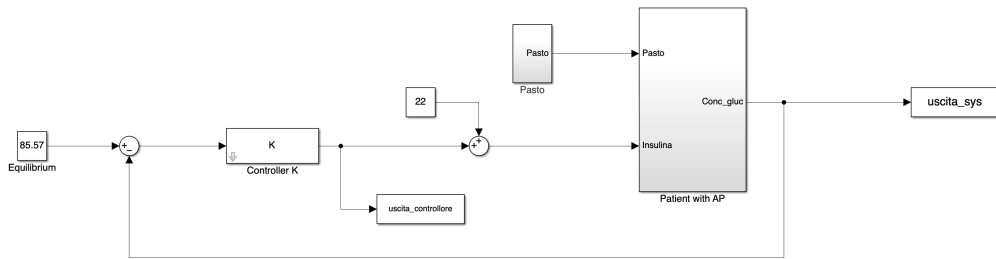 Pasto
Pasto
Pasto
Conc_gluc
uscita_sys
22
85.57
K
Insulina
Equilibrium
Controller K
Patient with AP
uscita_controllore